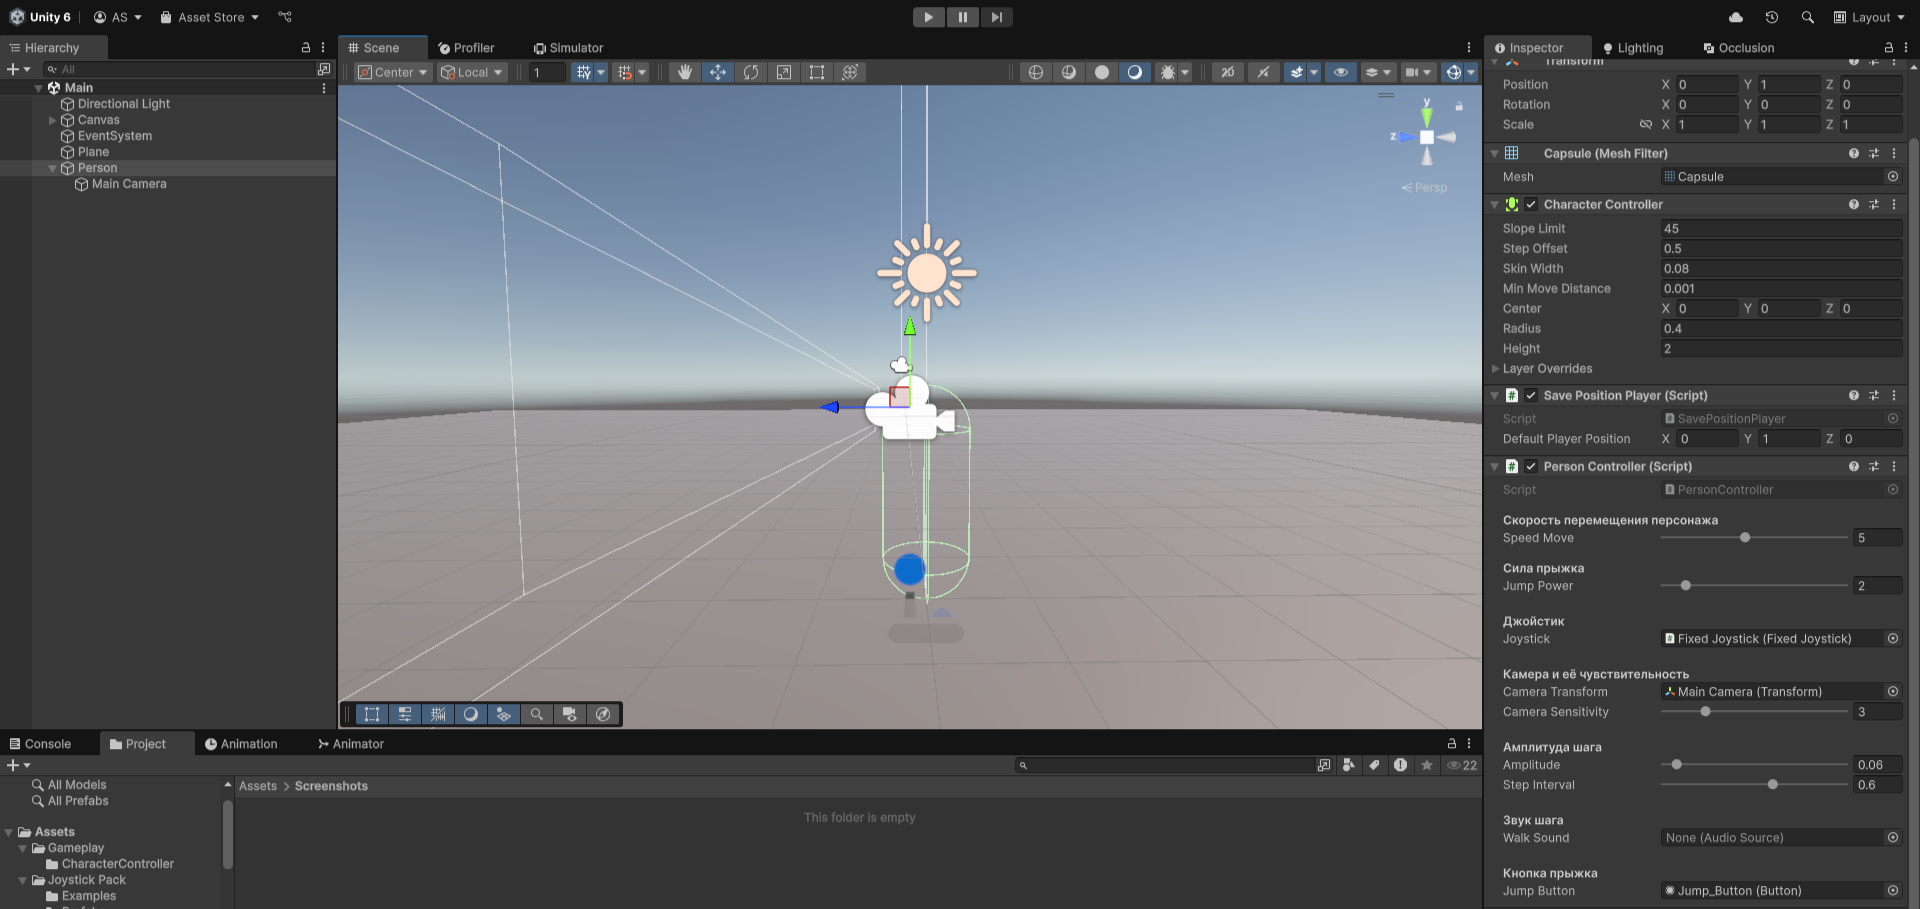 Unity 6
AS
Asset Store
Layout
Hierarchy
All
Main
Directional Light
Canvas
EventSystem
Plane
Person
Main Camera
Scene
Profiler
Simulator
Center
Local
1
2D
y
z
Persp
Console
Project
Animation
Animator
22
All Models
All Prefabs
Assets
Gameplay
CharacterController
Joystick Pack
Examples
Assets > Screenshots
This folder is empty
Inspector
Lighting
Occlusion
Transform
Position X 0 Y 1 Z 0
Rotation X 0 Y 0 Z 0
Scale X 1 Y 1 Z 1
Capsule (Mesh Filter)
Mesh Capsule
Character Controller
Slope Limit 45
Step Offset 0.5
Skin Width 0.08
Min Move Distance 0.001
Center X 0 Y 0 Z 0
Radius 0.4
Height 2
Layer Overrides
Save Position Player (Script)
Script SavePositionPlayer
Default Player Position X 0 Y 1 Z 0
Person Controller (Script)
Script PersonController
Скорость перемещения персонажа
Speed Move 5
Сила прыжка
Jump Power 2
Джойстик
Joystick Fixed Joystick (Fixed Joystick)
Камера и её чувствительность
Camera Transform Main Camera (Transform)
Camera Sensitivity 3
Амплитуда шага
Amplitude 0.06
Step Interval 0.6
Звук шага
Walk Sound None (Audio Source)
Кнопка прыжка
Jump Button Jump_Button (Button)